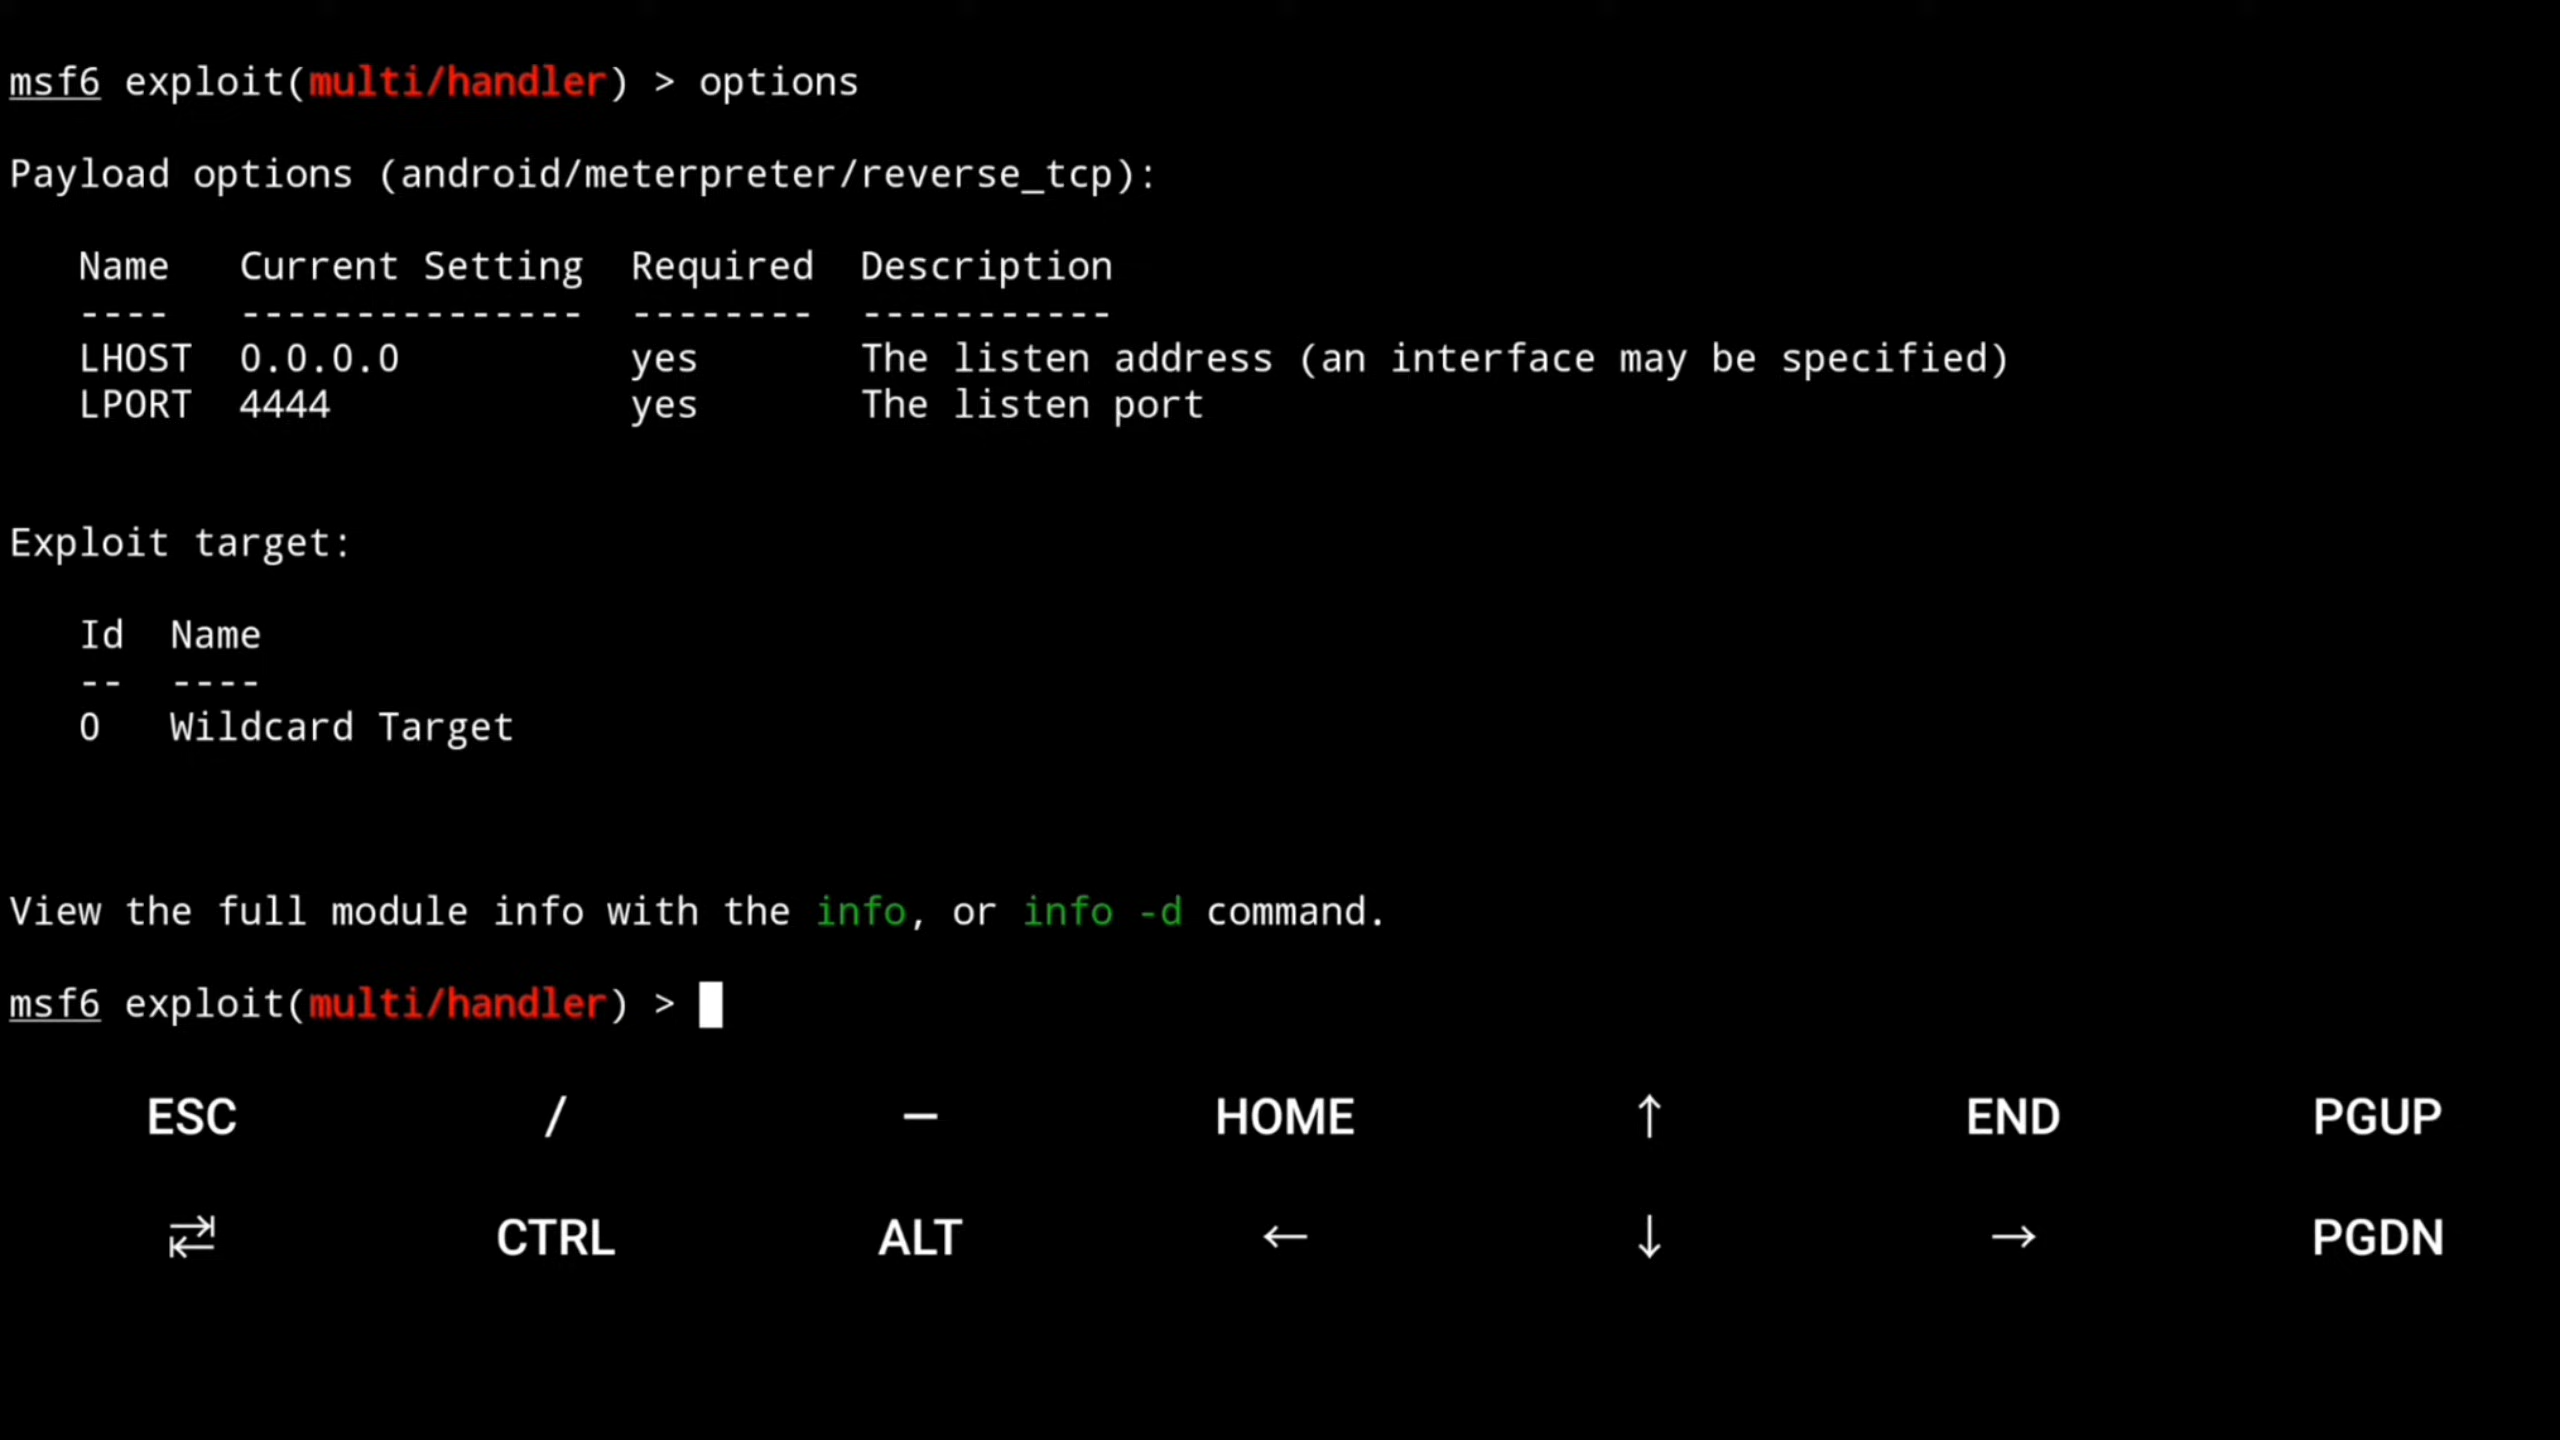 msf6 exploit(multi/handler) > options
Payload options (android/meterpreter/reverse_tcp):
Name   Current Setting  Required  Description
----   ---------------  --------  -----------
LHOST  0.0.0.0          yes       The listen address (an interface may be specified)
LPORT  4444             yes       The listen port
Exploit target:
Id  Name
--  ----
0   Wildcard Target
View the full module info with the info, or info -d command.
msf6 exploit(multi/handler) >
ESC / — HOME ↑ END PGUP
⇄ CTRL ALT ← ↓ → PGDN